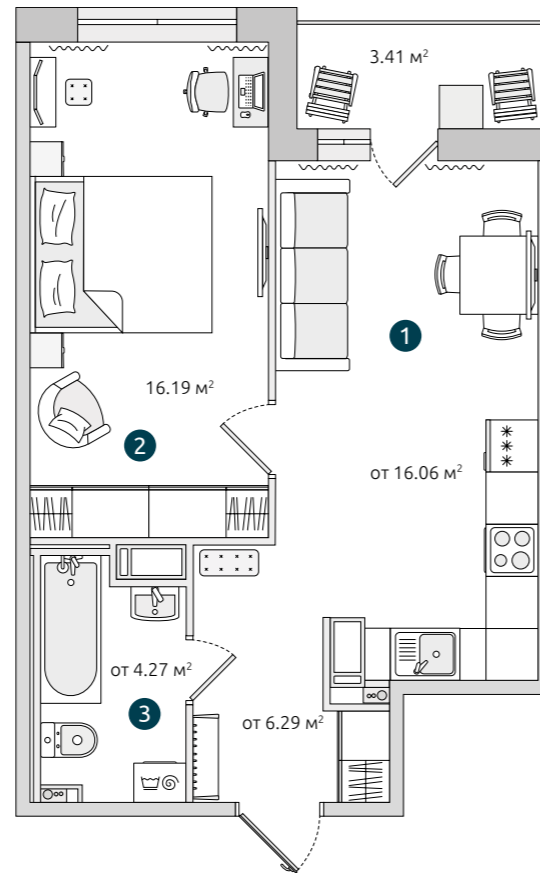 3.41 м²
1
16.19 м²
2
от 16.06 м²
от 4.27 м²
3
от 6.29 м²